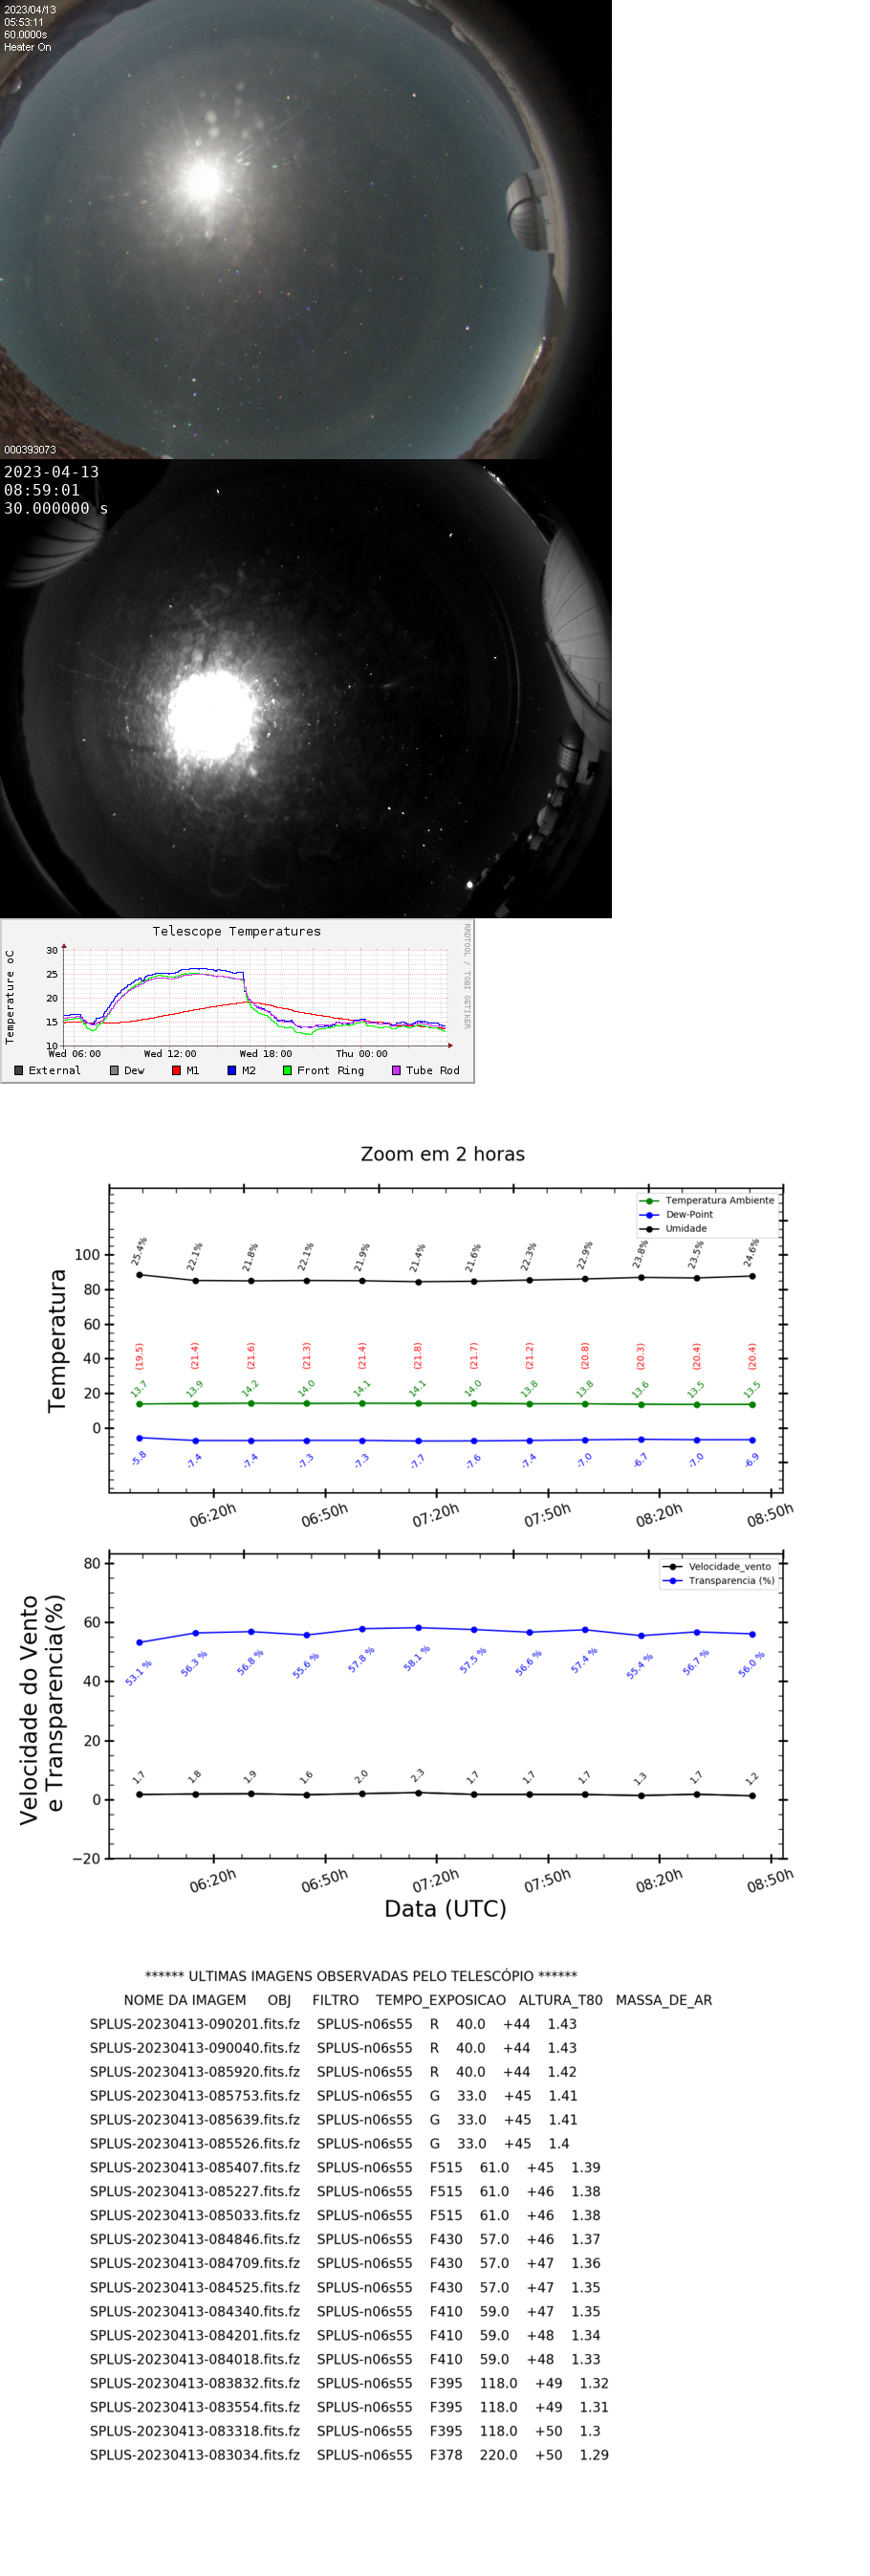 2023/04/13
05:53:11
60.0000s
Heater On
000393073
2023-04-13
08:59:01
30.000000 s
Telescope Temperatures
RRDTOOL / TOBI OETIKER
Temperature oC
30
25
20
15
10
Wed 06:00 Wed 12:00 Wed 18:00 Thu 00:00
External Dew M1 M2 Front Ring Tube Rod
Zoom em 2 horas
Temperatura Ambiente
Dew-Point
Umidade
Temperatura
100
80
60
40
20
0
25.4% 22.1% 21.8% 22.1% 21.9% 21.4% 21.6% 22.3% 22.9% 23.8% 23.5% 24.6%
(19.5) (21.4) (21.6) (21.3) (21.4) (21.8) (21.7) (21.2) (20.8) (20.3) (20.4) (20.4)
13.7 13.9 14.2 14.0 14.1 14.1 14.0 13.8 13.8 13.6 13.5 13.5
-5.8 -7.4 -7.4 -7.3 -7.3 -7.7 -7.6 -7.4 -7.0 -6.7 -7.0 -6.9
06:20h 06:50h 07:20h 07:50h 08:20h 08:50h
Velocidade_vento
Transparencia (%)
Velocidade do Vento
e Transparencia(%)
80
60
40
20
0
−20
53.1 % 56.3 % 56.8 % 55.6 % 57.8 % 58.1 % 57.5 % 56.6 % 57.4 % 55.4 % 56.7 % 56.0 %
1.7 1.8 1.9 1.6 2.0 2.3 1.7 1.7 1.7 1.3 1.7 1.2
06:20h 06:50h 07:20h 07:50h 08:20h 08:50h
Data (UTC)
****** ULTIMAS IMAGENS OBSERVADAS PELO TELESCÓPIO ******
NOME DA IMAGEM OBJ FILTRO TEMPO_EXPOSICAO ALTURA_T80 MASSA_DE_AR
SPLUS-20230413-090201.fits.fz SPLUS-n06s55 R 40.0 +44 1.43
SPLUS-20230413-090040.fits.fz SPLUS-n06s55 R 40.0 +44 1.43
SPLUS-20230413-085920.fits.fz SPLUS-n06s55 R 40.0 +44 1.42
SPLUS-20230413-085753.fits.fz SPLUS-n06s55 G 33.0 +45 1.41
SPLUS-20230413-085639.fits.fz SPLUS-n06s55 G 33.0 +45 1.41
SPLUS-20230413-085526.fits.fz SPLUS-n06s55 G 33.0 +45 1.4
SPLUS-20230413-085407.fits.fz SPLUS-n06s55 F515 61.0 +45 1.39
SPLUS-20230413-085227.fits.fz SPLUS-n06s55 F515 61.0 +46 1.38
SPLUS-20230413-085033.fits.fz SPLUS-n06s55 F515 61.0 +46 1.38
SPLUS-20230413-084846.fits.fz SPLUS-n06s55 F430 57.0 +46 1.37
SPLUS-20230413-084709.fits.fz SPLUS-n06s55 F430 57.0 +47 1.36
SPLUS-20230413-084525.fits.fz SPLUS-n06s55 F430 57.0 +47 1.35
SPLUS-20230413-084340.fits.fz SPLUS-n06s55 F410 59.0 +47 1.35
SPLUS-20230413-084201.fits.fz SPLUS-n06s55 F410 59.0 +48 1.34
SPLUS-20230413-084018.fits.fz SPLUS-n06s55 F410 59.0 +48 1.33
SPLUS-20230413-083832.fits.fz SPLUS-n06s55 F395 118.0 +49 1.32
SPLUS-20230413-083554.fits.fz SPLUS-n06s55 F395 118.0 +49 1.31
SPLUS-20230413-083318.fits.fz SPLUS-n06s55 F395 118.0 +50 1.3
SPLUS-20230413-083034.fits.fz SPLUS-n06s55 F378 220.0 +50 1.29